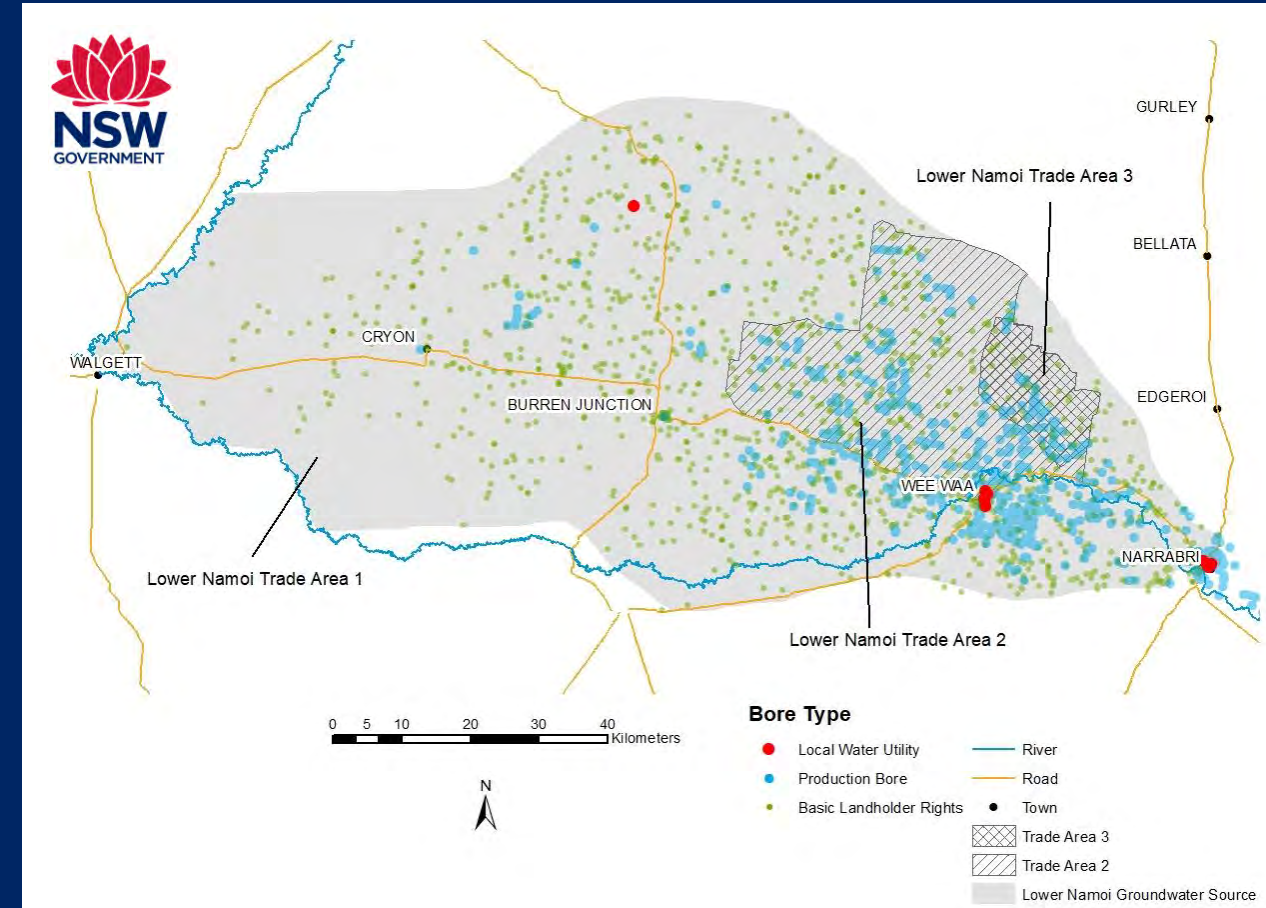 NSW
GOVERNMENT
GURLEY
Lower Namoi Trade Area 3
BELLATA
CRYON
WALGETT
EDGEROI
BURREN JUNCTION
WEE WAA
NARRABRI
Lower Namoi Trade Area 1
Lower Namoi Trade Area 2
0 5 10 20 30 40
Kilometers
N
Bore Type
Local Water Utility
Production Bore
Basic Landholder Rights
River
Road
Town
Trade Area 3
Trade Area 2
Lower Namoi Groundwater Source